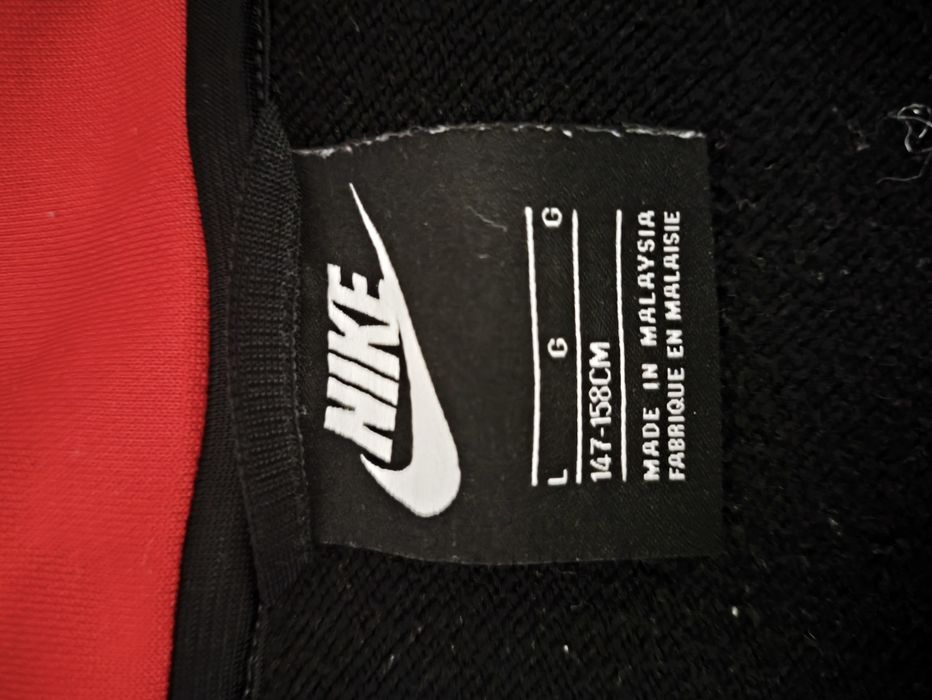 NIKE
L G G
147-158CM
MADE IN MALAYSIA
FABRIQUE EN MALAISIE